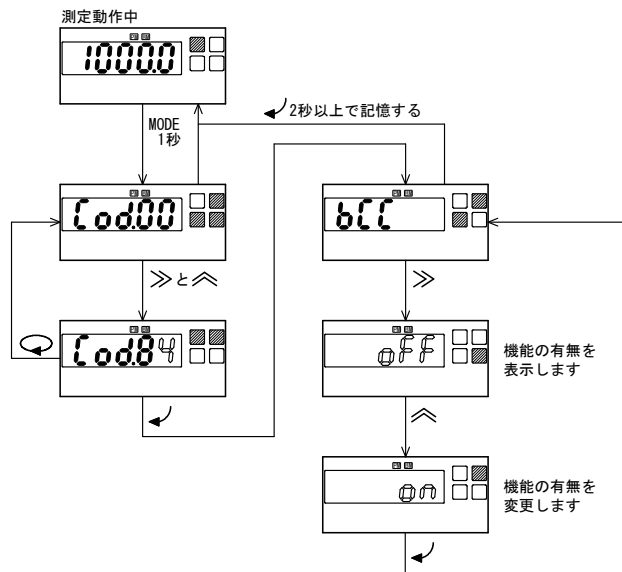 測定動作中
1000.0
2秒以上で記憶する
MODE
1秒
Cod.00
bCC
≫と︽
≫
Cod.84
oFF
機能の有無を
表示します
︽
on
機能の有無を
変更します